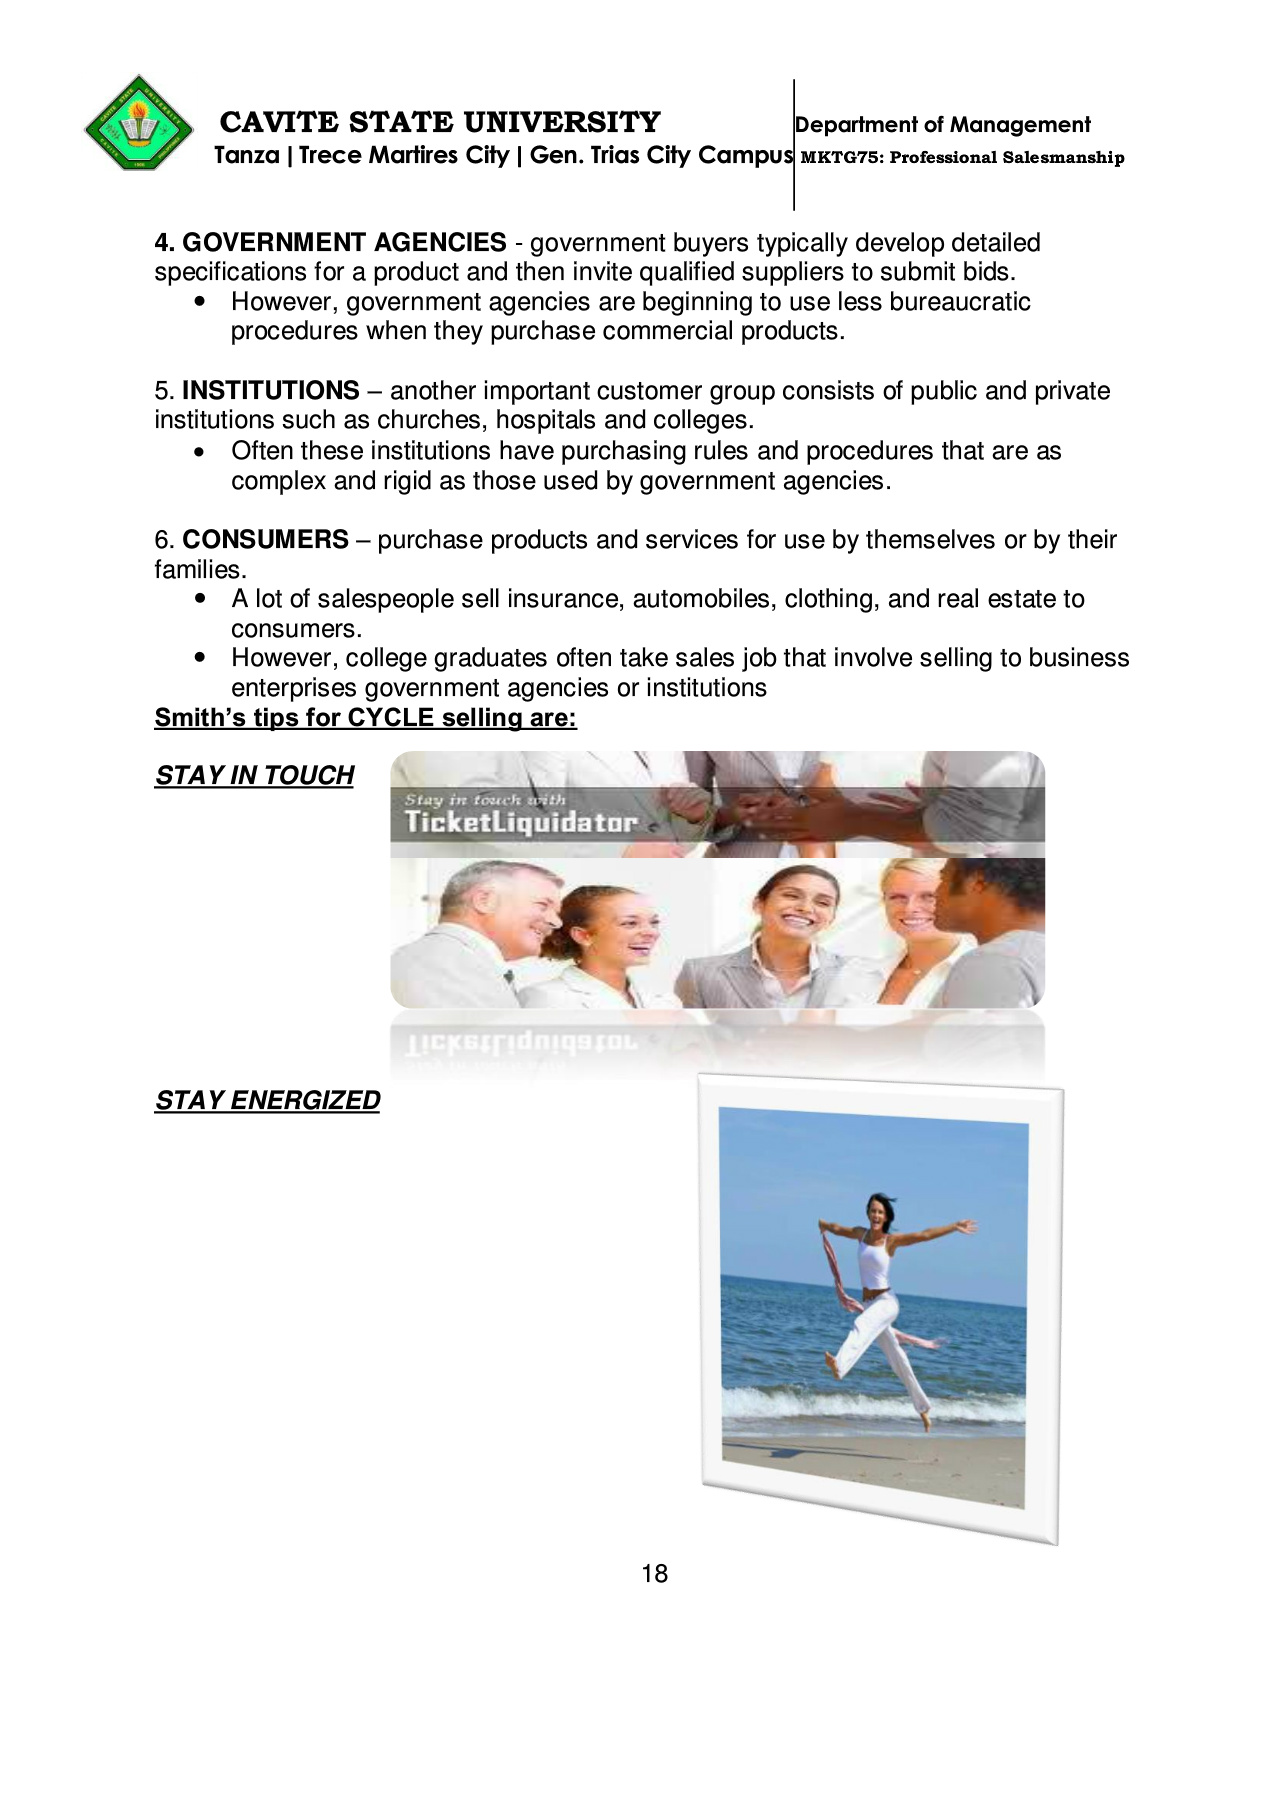 CAVITE STATE UNIVERSITY
Tanza | Trece Martires City | Gen. Trias City Campus
Department of Management
MKTG75: Professional Salesmanship
4. GOVERNMENT AGENCIES - government buyers typically develop detailed
specifications for a product and then invite qualified suppliers to submit bids.
• However, government agencies are beginning to use less bureaucratic
procedures when they purchase commercial products.
5. INSTITUTIONS – another important customer group consists of public and private
institutions such as churches, hospitals and colleges.
• Often these institutions have purchasing rules and procedures that are as
complex and rigid as those used by government agencies.
6. CONSUMERS – purchase products and services for use by themselves or by their
families.
• A lot of salespeople sell insurance, automobiles, clothing, and real estate to
consumers.
• However, college graduates often take sales job that involve selling to business
enterprises government agencies or institutions
Smith’s tips for CYCLE selling are:
STAY IN TOUCH
Stay in touch with
TicketLiquidator
STAY ENERGIZED
18